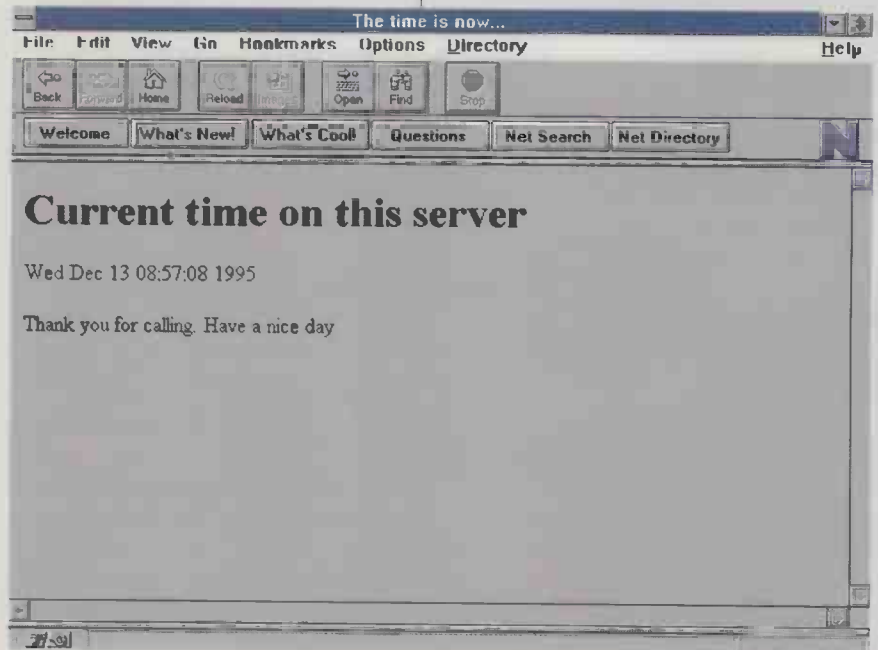 The time is now...
File Edit View Go Bookmarks Options Directory Help
Back Forward Home Reload Images Open Find Stop
Welcome What's New! What's Cool! Questions Net Search Net Directory
N
Current time on this server
Wed Dec 13 08:57:08 1995
Thank you for calling. Have a nice day